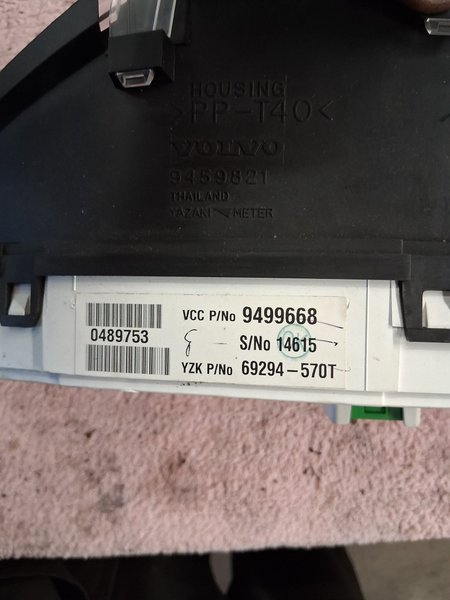 HOUSING
>PP-T40<
VOLVO
9459821
THAILAND
YAZAKI METER
VCC P/No 9499668
0489753
S/No 14615
YZK P/No 69294-570T